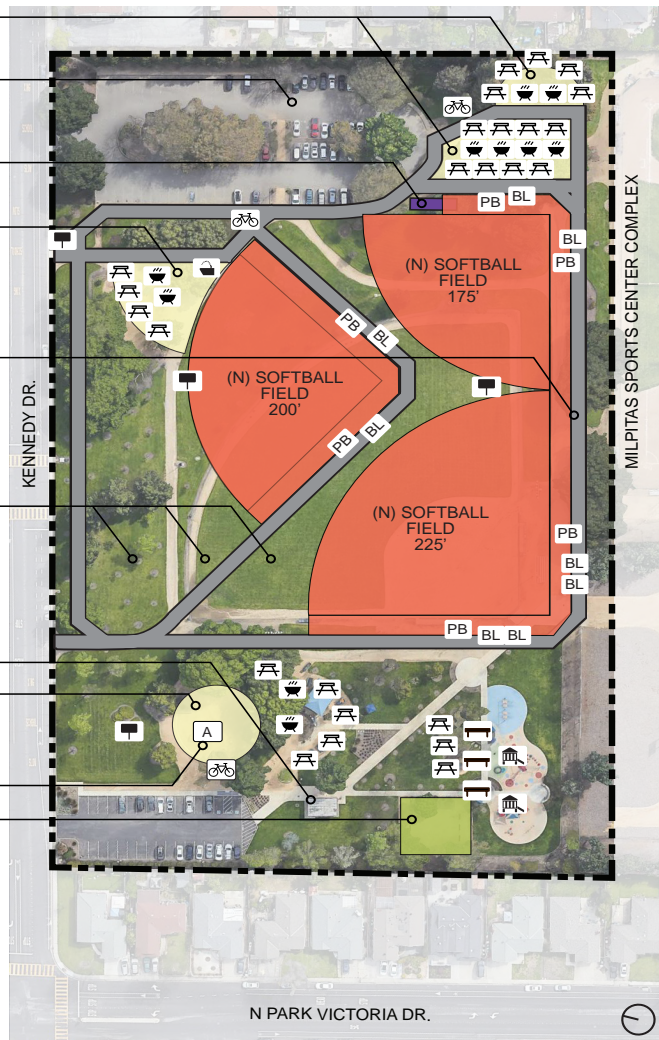 PB
BL
BL
PB
(N) SOFTBALL
FIELD
175'
PB
BL
MILPITAS SPORTS CENTER COMPLEX
KENNEDY DR.
(N) SOFTBALL
FIELD
200'
PB
BL
(N) SOFTBALL
FIELD
225'
PB
BL
BL
PB
BL
BL
A
N PARK VICTORIA DR.